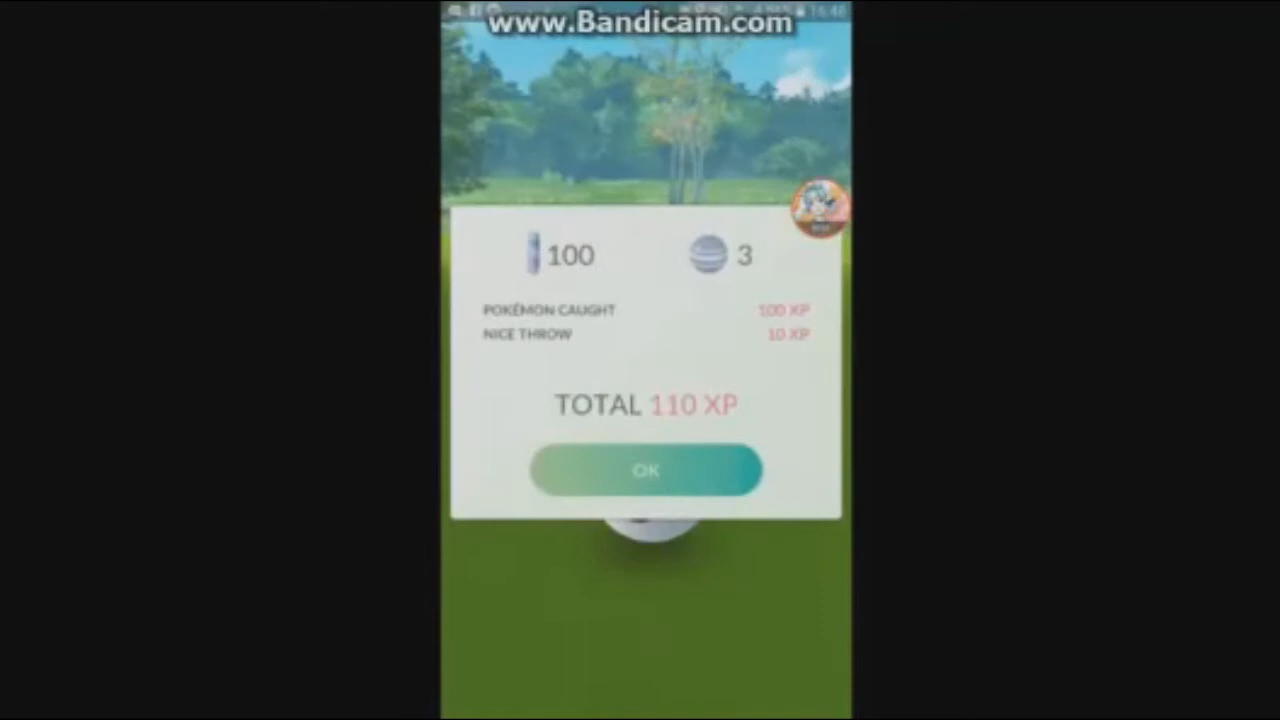 www.Bandicam.com
100
3
POKÉMON CAUGHT 100 XP
NICE THROW 10 XP
TOTAL 110 XP
OK